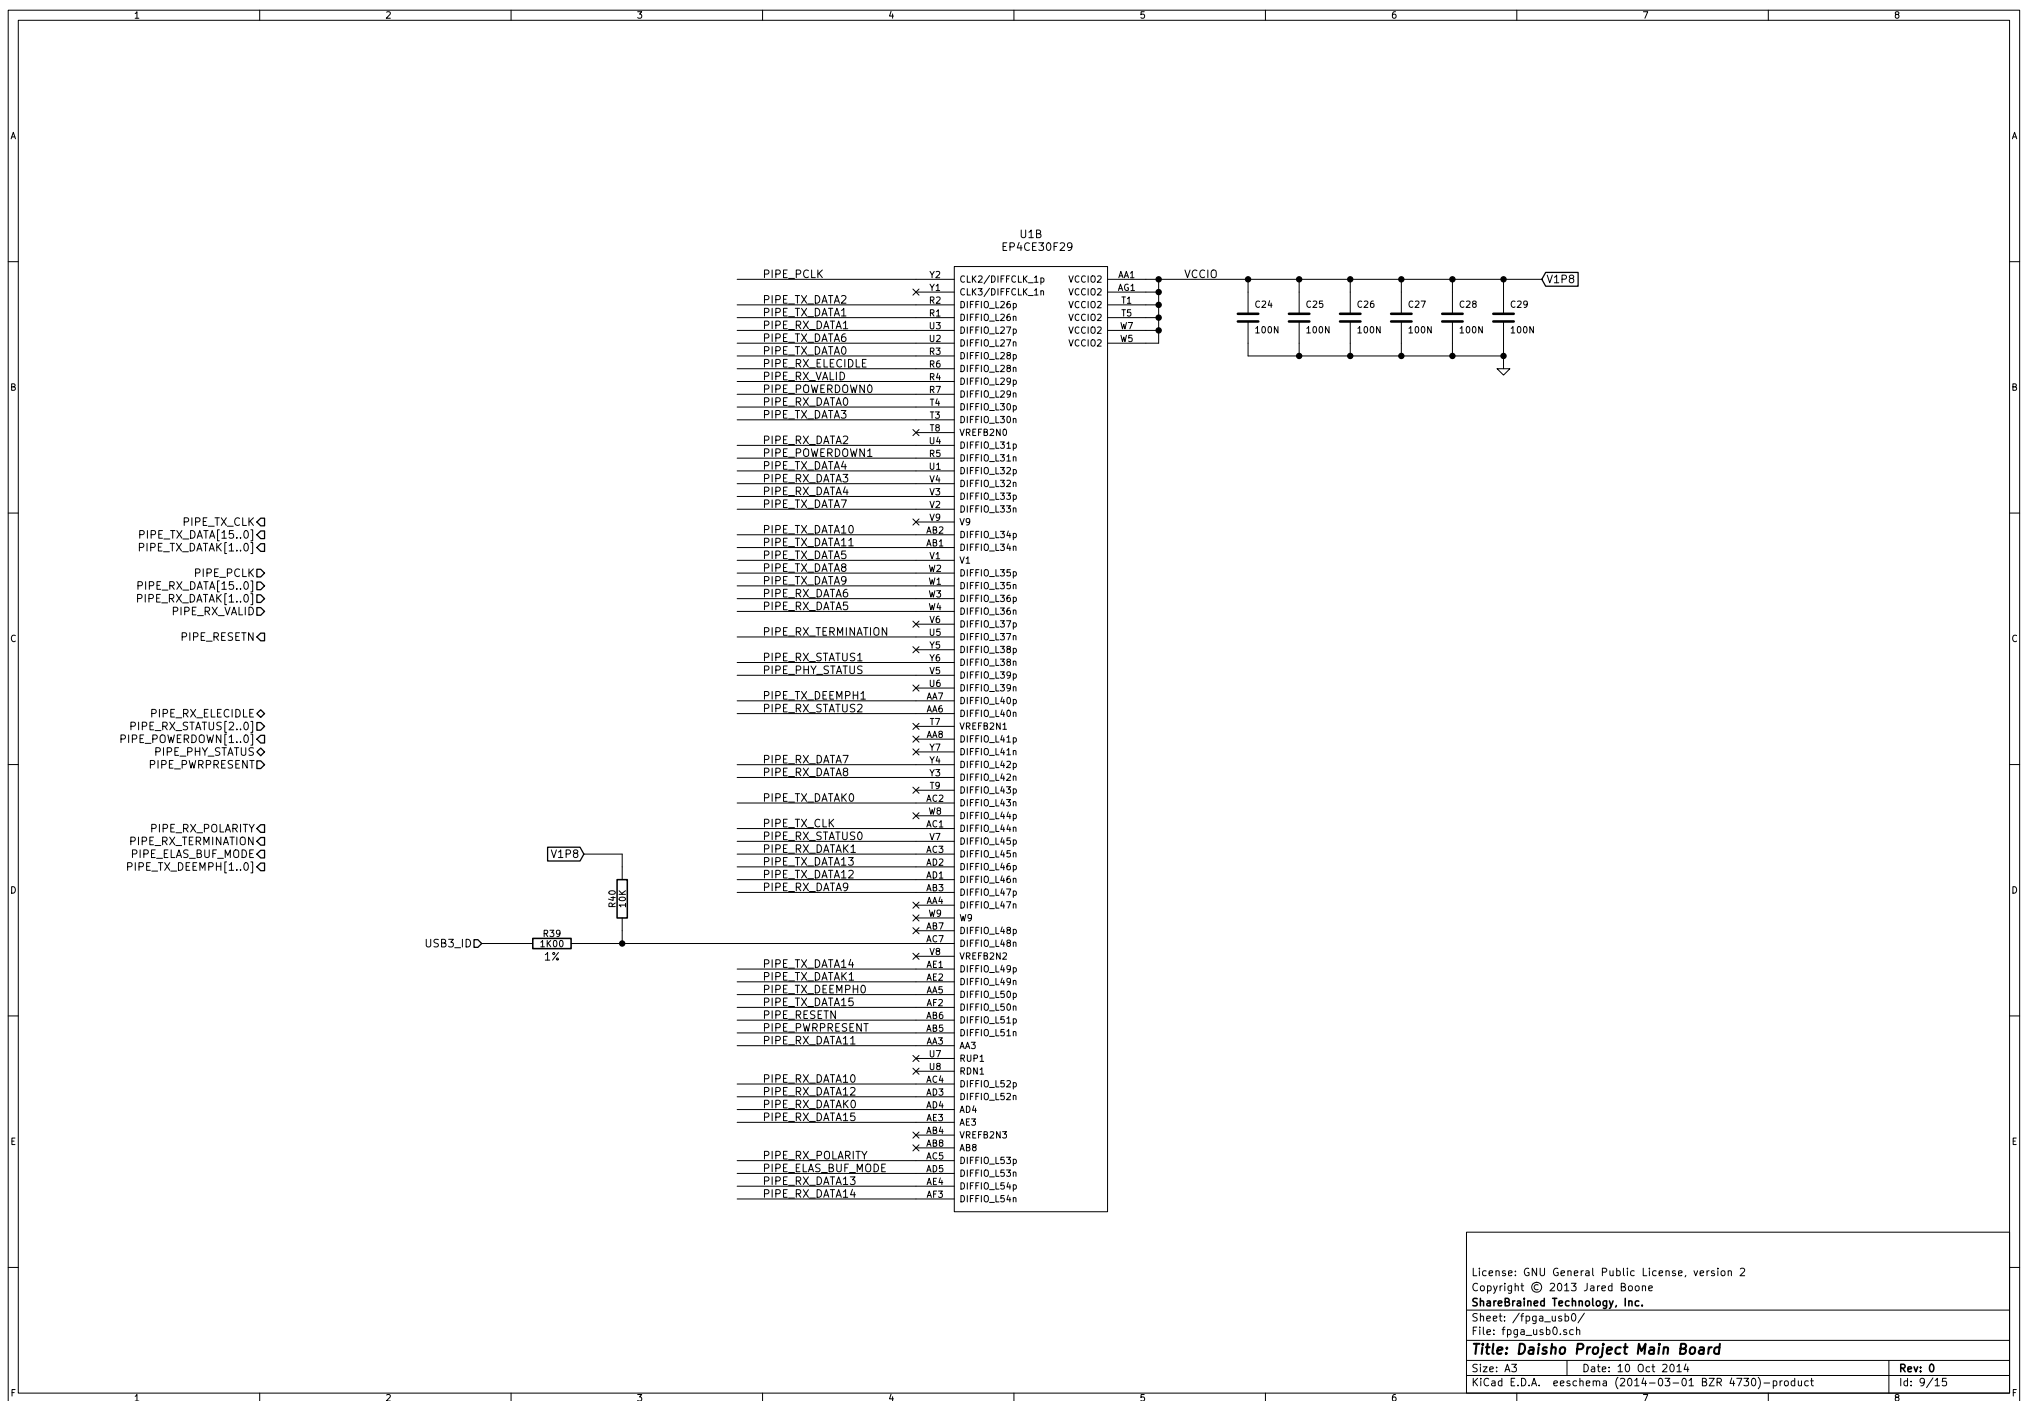 1 2 3 4 5 6 7 8
A A
B B
C C
D D
E E
F F
U1B
EP4CE30F29
PIPE_PCLK Y2 CLK2/DIFFCLK_1p
Y1 CLK3/DIFFCLK_1n
PIPE_TX_DATA2 R2 DIFFIO_L26p
PIPE_TX_DATA1 R1 DIFFIO_L26n
PIPE_RX_DATA1 U3 DIFFIO_L27p
PIPE_TX_DATA6 U2 DIFFIO_L27n
PIPE_TX_DATA0 R3 DIFFIO_L28p
PIPE_RX_ELECIDLE R6 DIFFIO_L28n
PIPE_RX_VALID R4 DIFFIO_L29p
PIPE_POWERDOWN0 R7 DIFFIO_L29n
PIPE_RX_DATA0 T4 DIFFIO_L30p
PIPE_TX_DATA3 T3 DIFFIO_L30n
T8 VREFB2N0
PIPE_RX_DATA2 U4 DIFFIO_L31p
PIPE_POWERDOWN1 R5 DIFFIO_L31n
PIPE_TX_DATA4 U1 DIFFIO_L32p
PIPE_RX_DATA3 V4 DIFFIO_L32n
PIPE_RX_DATA4 V3 DIFFIO_L33p
PIPE_TX_DATA7 V2 DIFFIO_L33n
V9 V9
PIPE_TX_DATA10 AB2 DIFFIO_L34p
PIPE_TX_DATA11 AB1 DIFFIO_L34n
PIPE_TX_DATA5 V1 V1
PIPE_TX_DATA8 W2 DIFFIO_L35p
PIPE_TX_DATA9 W1 DIFFIO_L35n
PIPE_RX_DATA6 W3 DIFFIO_L36p
PIPE_RX_DATA5 W4 DIFFIO_L36n
V6 DIFFIO_L37p
PIPE_RX_TERMINATION U5 DIFFIO_L37n
Y5 DIFFIO_L38p
PIPE_RX_STATUS1 Y6 DIFFIO_L38n
PIPE_PHY_STATUS V5 DIFFIO_L39p
U6 DIFFIO_L39n
PIPE_TX_DEEMPH1 AA7 DIFFIO_L40p
PIPE_RX_STATUS2 AA6 DIFFIO_L40n
T7 VREFB2N1
AA8 DIFFIO_L41p
Y7 DIFFIO_L41n
PIPE_RX_DATA7 Y4 DIFFIO_L42p
PIPE_RX_DATA8 Y3 DIFFIO_L42n
T9 DIFFIO_L43p
PIPE_TX_DATAK0 AC2 DIFFIO_L43n
W8 DIFFIO_L44p
PIPE_TX_CLK AC1 DIFFIO_L44n
PIPE_RX_STATUS0 V7 DIFFIO_L45p
PIPE_RX_DATAK1 AC3 DIFFIO_L45n
PIPE_TX_DATA13 AD2 DIFFIO_L46p
PIPE_TX_DATA12 AD1 DIFFIO_L46n
PIPE_RX_DATA9 AB3 DIFFIO_L47p
AA4 DIFFIO_L47n
W9 W9
AB7 DIFFIO_L48p
AC7 DIFFIO_L48n
V8 VREFB2N2
PIPE_TX_DATA14 AE1 DIFFIO_L49p
PIPE_TX_DATAK1 AE2 DIFFIO_L49n
PIPE_TX_DEEMPH0 AA5 DIFFIO_L50p
PIPE_TX_DATA15 AF2 DIFFIO_L50n
PIPE_RESETN AB6 DIFFIO_L51p
PIPE_PWRPRESENT AB5 DIFFIO_L51n
PIPE_RX_DATA11 AA3 AA3
U7 RUP1
U8 RDN1
PIPE_RX_DATA10 AC4 DIFFIO_L52p
PIPE_RX_DATA12 AD3 DIFFIO_L52n
PIPE_RX_DATAK0 AD4 AD4
PIPE_RX_DATA15 AE3 AE3
AB4 VREFB2N3
AB8 AB8
PIPE_RX_POLARITY AC5 DIFFIO_L53p
PIPE_ELAS_BUF_MODE AD5 DIFFIO_L53n
PIPE_RX_DATA13 AE4 DIFFIO_L54p
PIPE_RX_DATA14 AF3 DIFFIO_L54n
VCCIO2 AA1 VCCIO V1P8
VCCIO2 AG1
VCCIO2 T1
VCCIO2 T5
VCCIO2 W7
VCCIO2 W5
C24 C25 C26 C27 C28 C29
100N 100N 100N 100N 100N 100N
PIPE_TX_CLK
PIPE_TX_DATA[15..0]
PIPE_TX_DATAK[1..0]
PIPE_PCLK
PIPE_RX_DATA[15..0]
PIPE_RX_DATAK[1..0]
PIPE_RX_VALID
PIPE_RESETN
PIPE_RX_ELECIDLE
PIPE_RX_STATUS[2..0]
PIPE_POWERDOWN[1..0]
PIPE_PHY_STATUS
PIPE_PWRPRESENT
PIPE_RX_POLARITY
PIPE_RX_TERMINATION
PIPE_ELAS_BUF_MODE
PIPE_TX_DEEMPH[1..0]
V1P8
R40
10K
USB3_ID
R39
1K00
1%
License: GNU General Public License, version 2
Copyright © 2013 Jared Boone
ShareBrained Technology, Inc.
Sheet: /fpga_usb0/
File: fpga_usb0.sch
Title: Daisho Project Main Board
Size: A3 Date: 10 Oct 2014 Rev: 0
KiCad E.D.A. eeschema (2014-03-01 BZR 4730)-product Id: 9/15
1 2 3 4 5 6 7 8